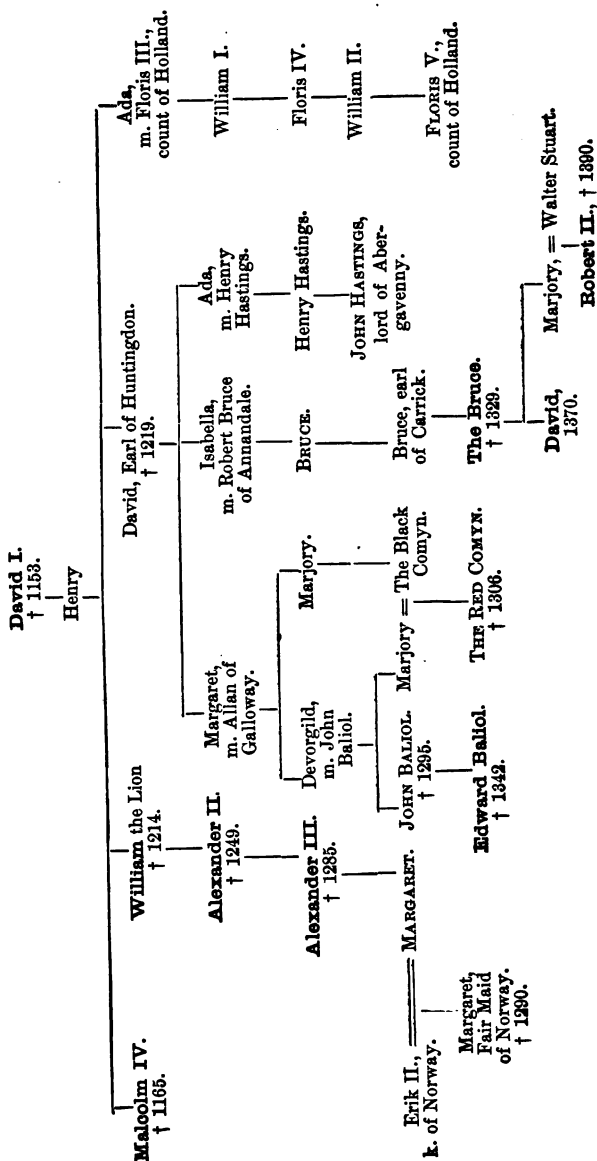 David I.
† 1153.
Henry
Malcolm IV.
† 1165.
William the Lion
† 1214.
David, Earl of Huntingdon.
† 1219.
Ada,
m. Floris III.,
count of Holland.
Alexander II.
† 1249.
Margaret,
m. Allan of
Galloway.
Isabella,
m. Robert Bruce
of Annandale.
Ada,
m. Henry
Hastings.
William I.
Alexander III.
† 1285.
Devorgild,
m. John
Baliol.
Marjory.
BRUCE.
Henry Hastings.
Floris IV.
Erik II.,
k. of Norway.
MARGARET.
JOHN BALIOL.
† 1295.
Marjory = The Black
Comyn.
Bruce, earl
of Carrick.
JOHN HASTINGS,
lord of Aber-
gavenny.
William II.
Margaret,
Fair Maid
of Norway.
† 1290.
Edward Baliol.
† 1342.
THE RED COMYN.
† 1306.
The Bruce.
† 1329.
FLORIS V.,
count of Holland.
David,
1370.
Marjory, = Walter Stuart.
Robert II., † 1390.